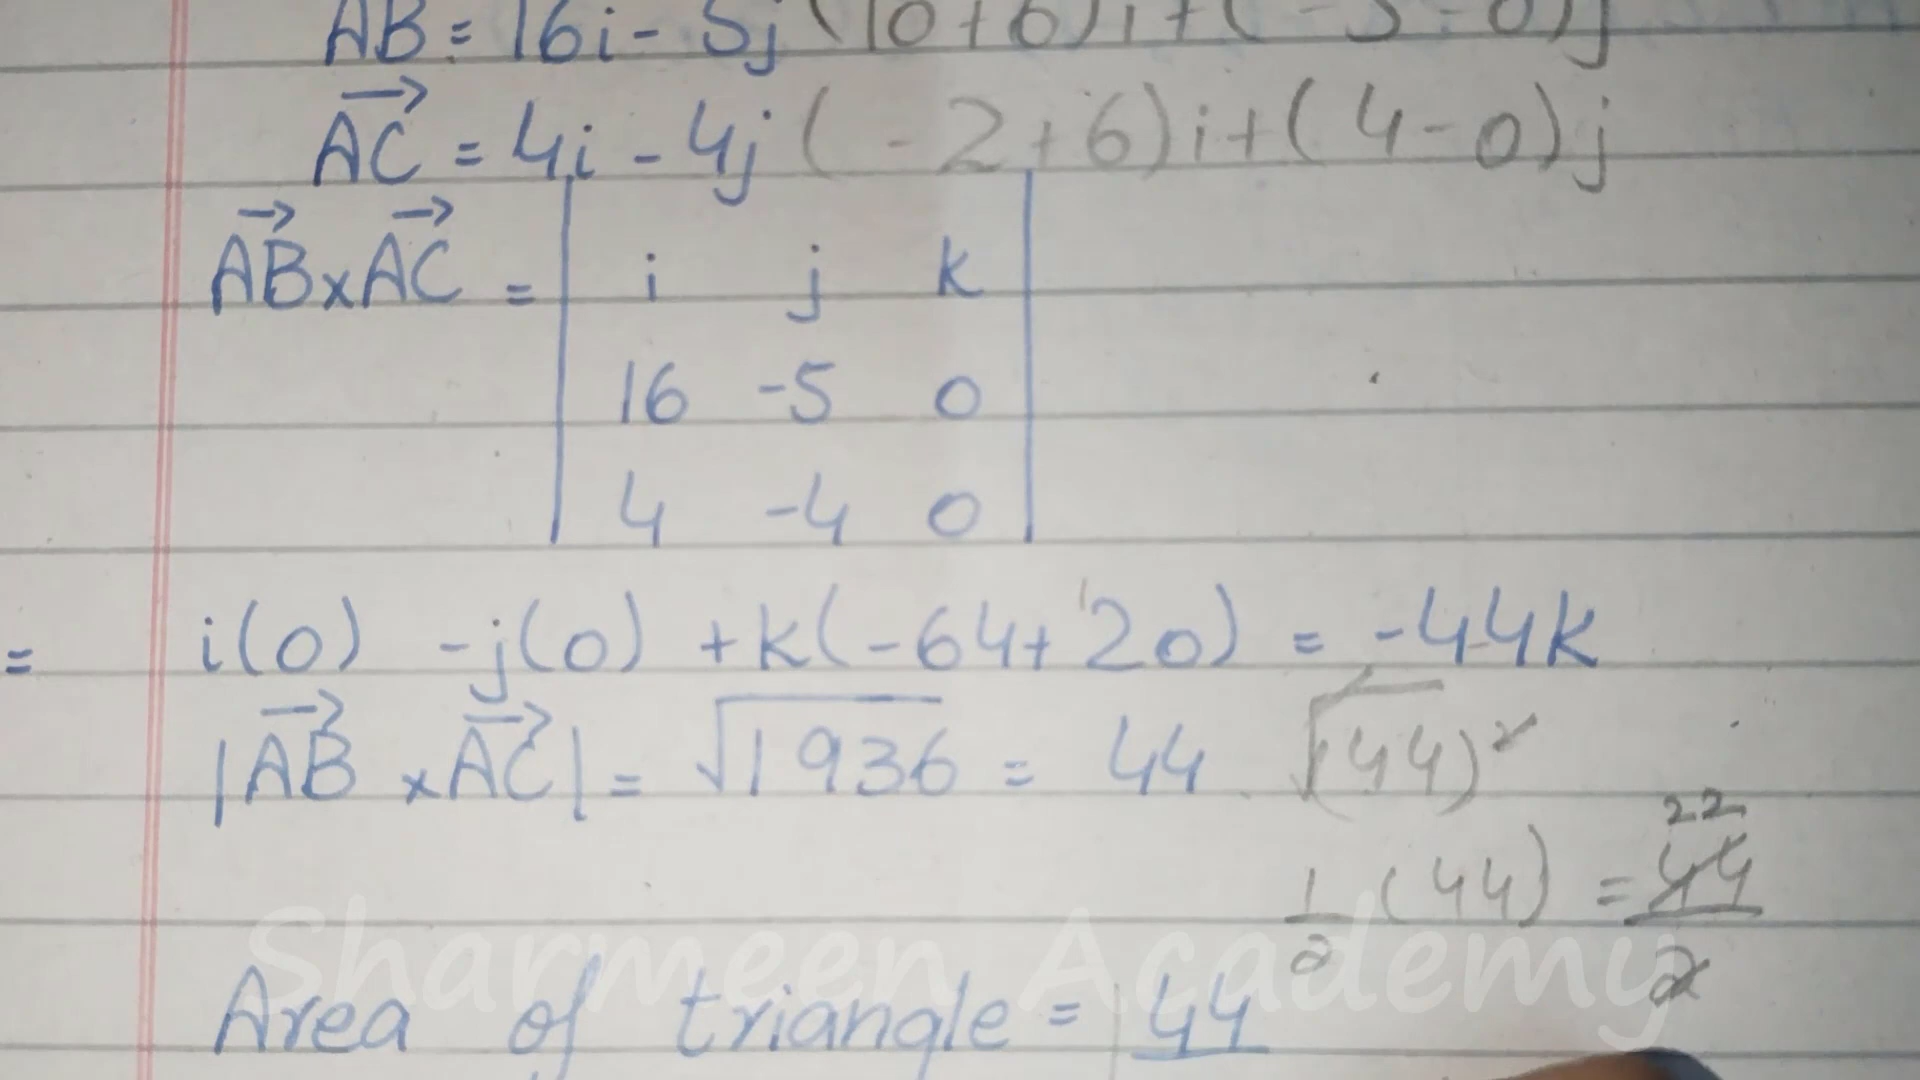 AB = 16i - 5j (10+6)i+(-5-0)j
AC = 4i - 4j (-2+6)i+(4-0)j
AB×AC = | i j k |
16 -5 0
4 -4 0
= i(0) -j(0) +k(-64+20) = -44k
|AB ×AC| = √1936 = 44 √(44)²
22
1/2 (44) = 44/2
Sharmeen Academy
Area of triangle = 44